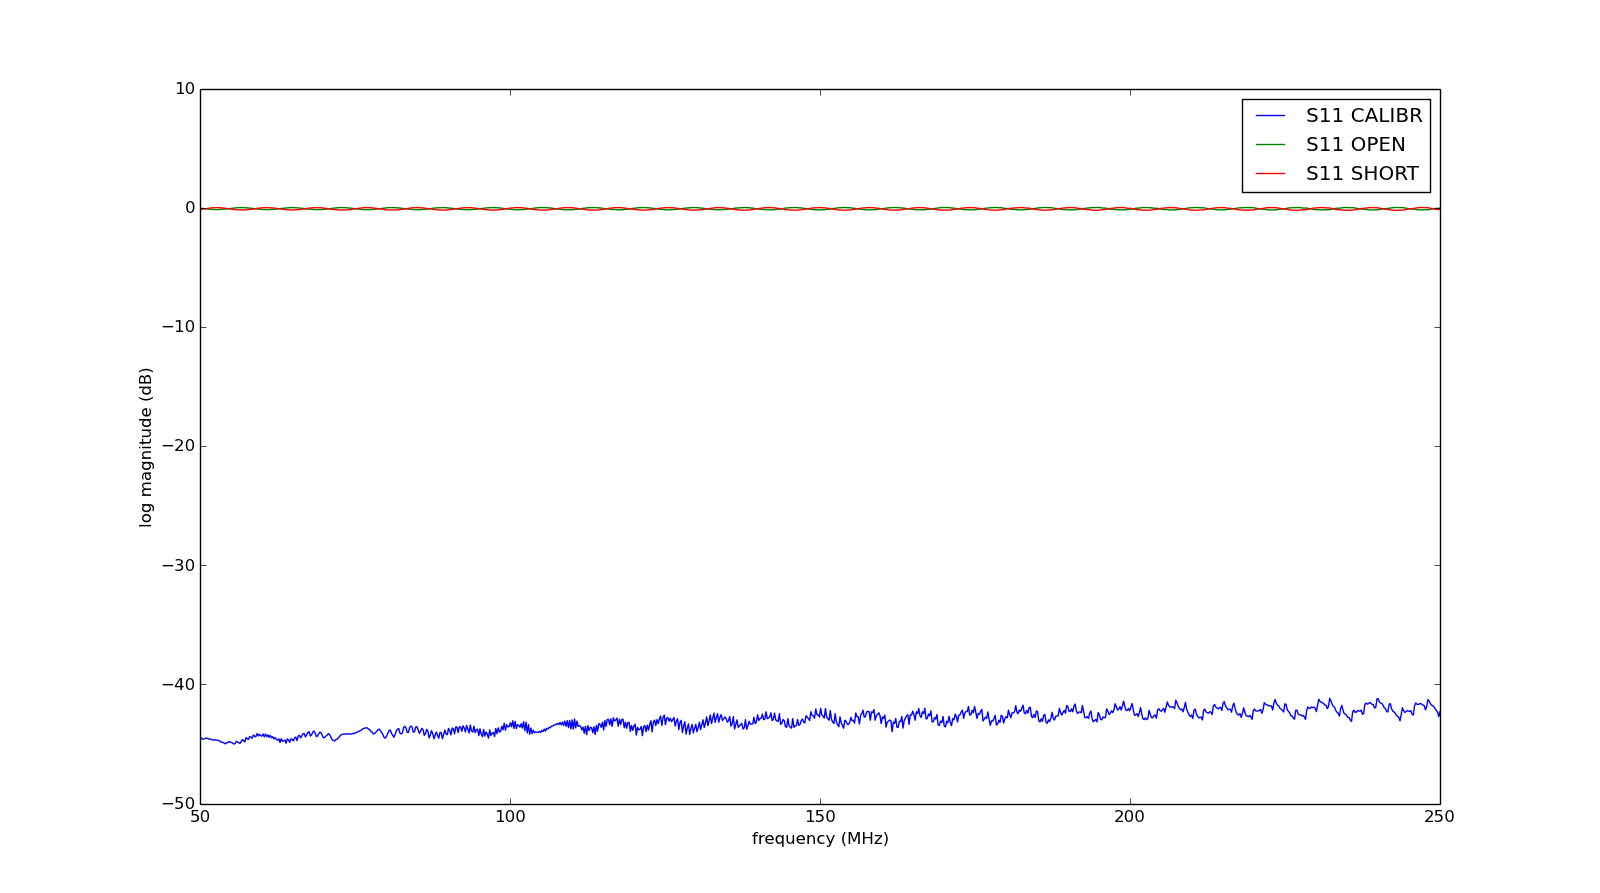 10
0
−10
−20
−30
−40
−50
log magnitude (dB)
S11 CALIBR
S11 OPEN
S11 SHORT
50 100 150 200 250
frequency (MHz)